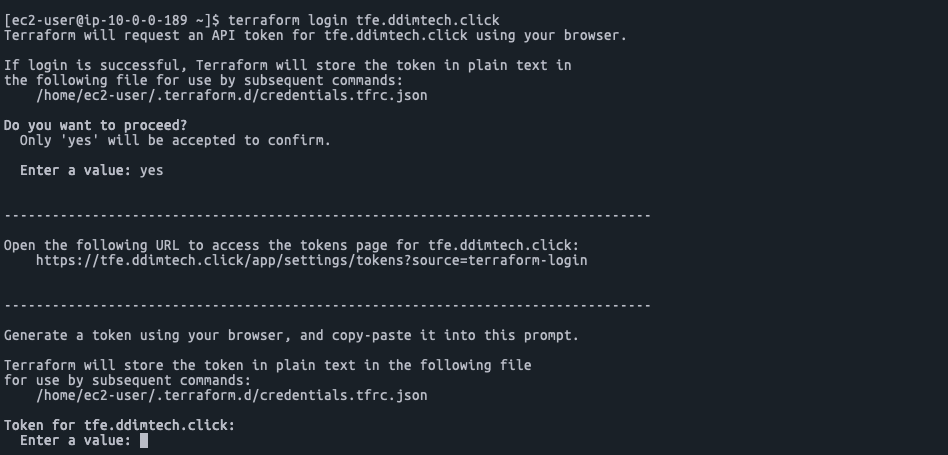 [ec2-user@ip-10-0-0-189 ~]$ terraform login tfe.ddimtech.click
Terraform will request an API token for tfe.ddimtech.click using your browser.
If login is successful, Terraform will store the token in plain text in
the following file for use by subsequent commands:
/home/ec2-user/.terraform.d/credentials.tfrc.json
Do you want to proceed?
Only 'yes' will be accepted to confirm.
Enter a value: yes
---------------------------------------------------------------------------------
Open the following URL to access the tokens page for tfe.ddimtech.click:
https://tfe.ddimtech.click/app/settings/tokens?source=terraform-login
---------------------------------------------------------------------------------
Generate a token using your browser, and copy-paste it into this prompt.
Terraform will store the token in plain text in the following file
for use by subsequent commands:
/home/ec2-user/.terraform.d/credentials.tfrc.json
Token for tfe.ddimtech.click:
Enter a value: